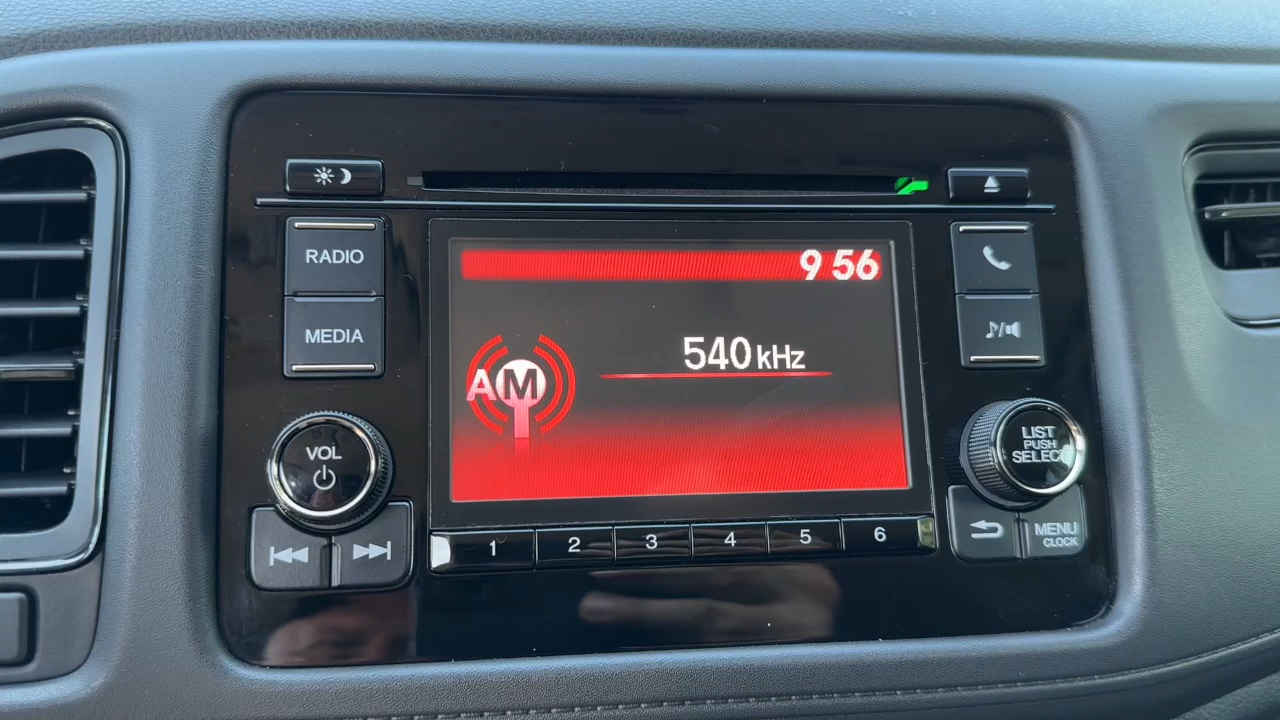 RADIO
MEDIA
9 56
540 kHz
AM
VOL
LIST
PUSH
SELECT
MENU
CLOCK
1 2 3 4 5 6